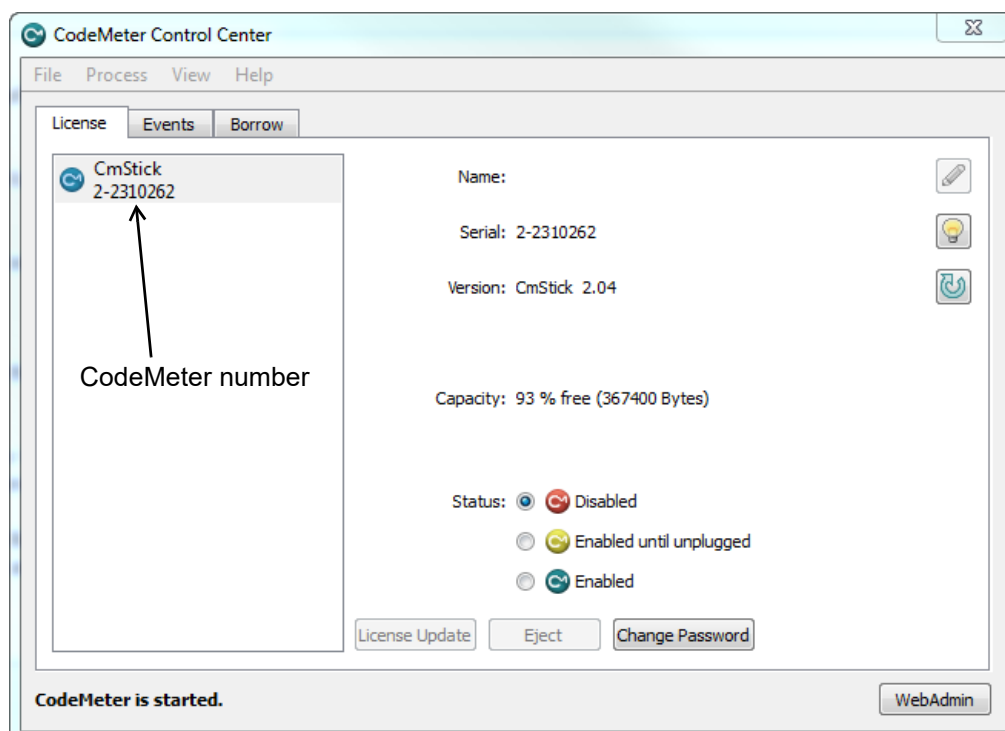 CodeMeter Control Center
File Process View Help
License Events Borrow
CmStick
2-2310262
CodeMeter number
Name:
Serial: 2-2310262
Version: CmStick 2.04
Capacity: 93 % free (367400 Bytes)
Status: Disabled
Enabled until unplugged
Enabled
License Update Eject Change Password
CodeMeter is started. WebAdmin